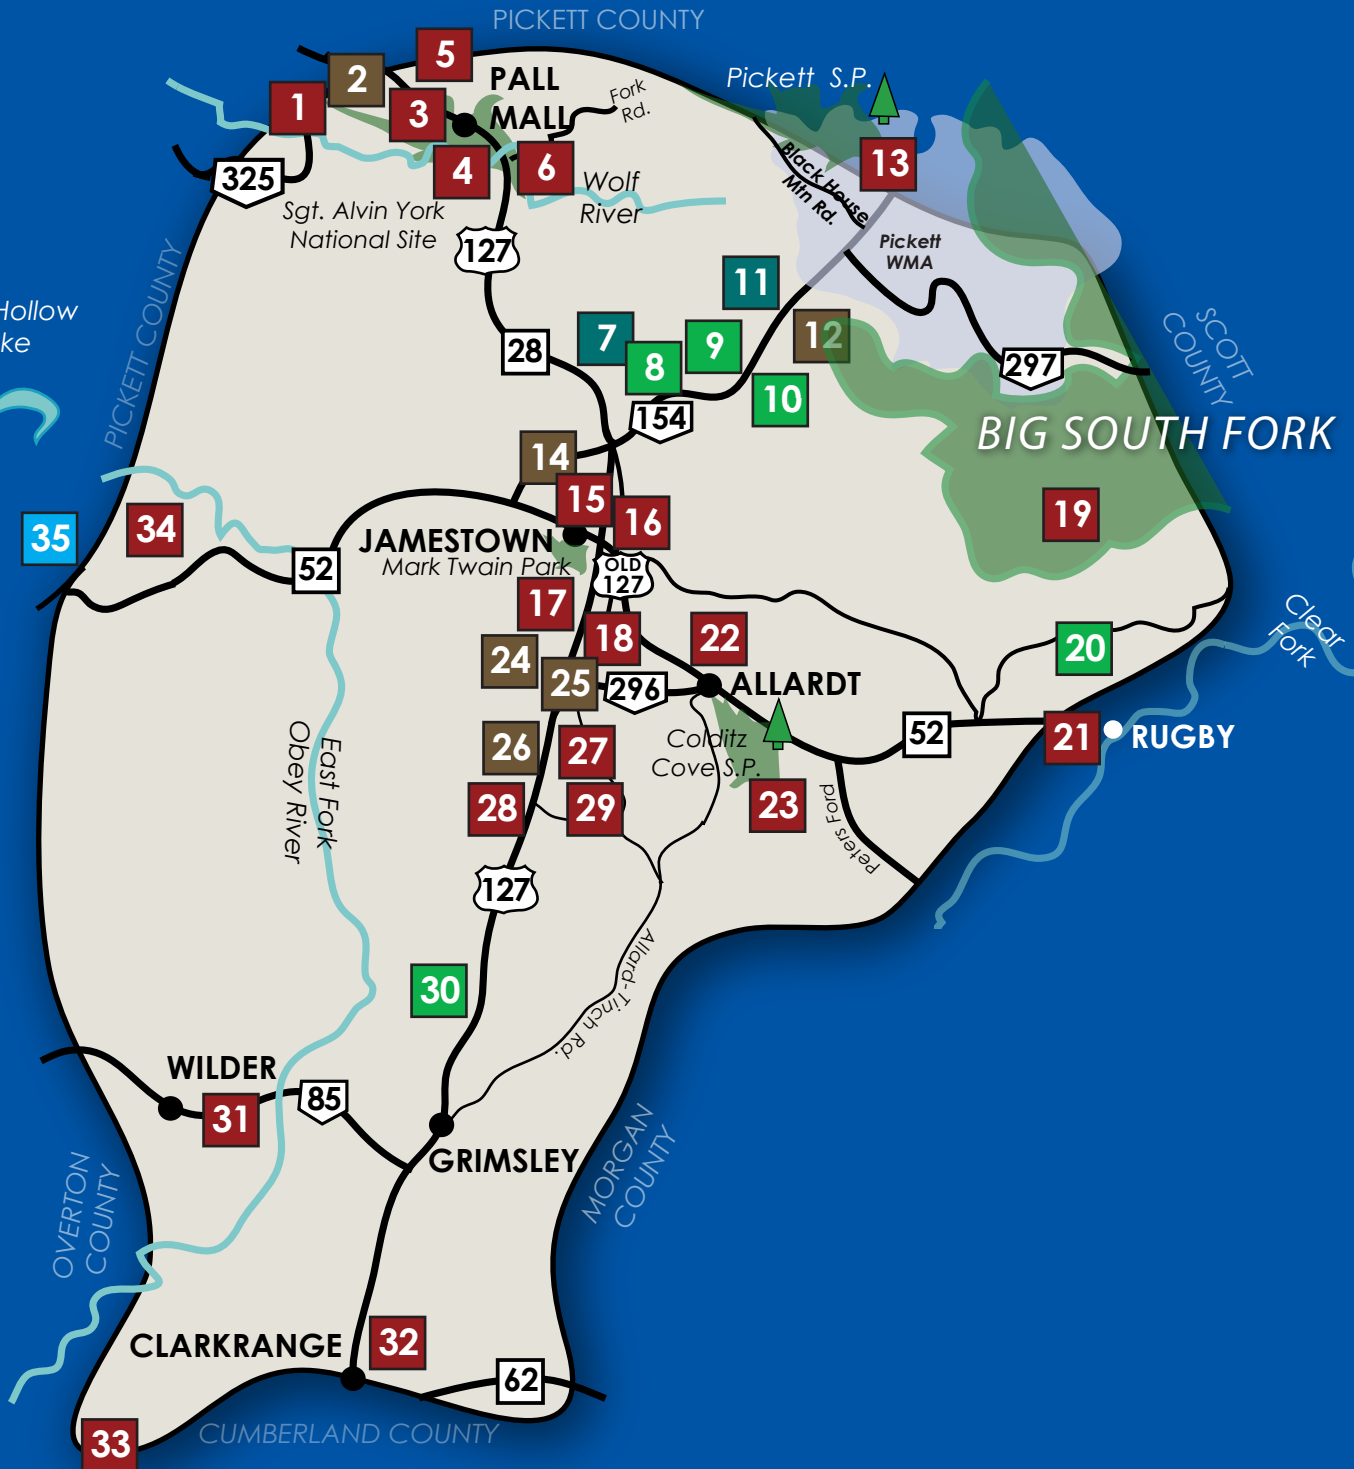 PICKETT COUNTY
5
2
PALL
MALL
Pickett S.P.
1
3
Fork
Rd.
4
6
13
325
Wolf
River
Black House
Mtn Rd.
Sgt. Alvin York
National Site
127
Pickett
WMA
PICKETT COUNTY
11
Hollow
ke
7
8
9
12
28
10
297
SCOTT
COUNTY
154
BIG SOUTH FORK
14
15
16
19
35
34
JAMESTOWN
Mark Twain Park
52
OLD
127
17
18
22
20
Clear
Fork
24
25
296
ALLARDT
26
27
Colditz
Cove S.P.
52
21
RUGBY
East Fork
Obey River
28
29
23
Peters Ford
127
30
Allard-Tinch Rd.
WILDER
31
85
GRIMSLEY
MORGAN
COUNTY
OVERTON
COUNTY
CLARKRANGE
32
62
33
CUMBERLAND COUNTY